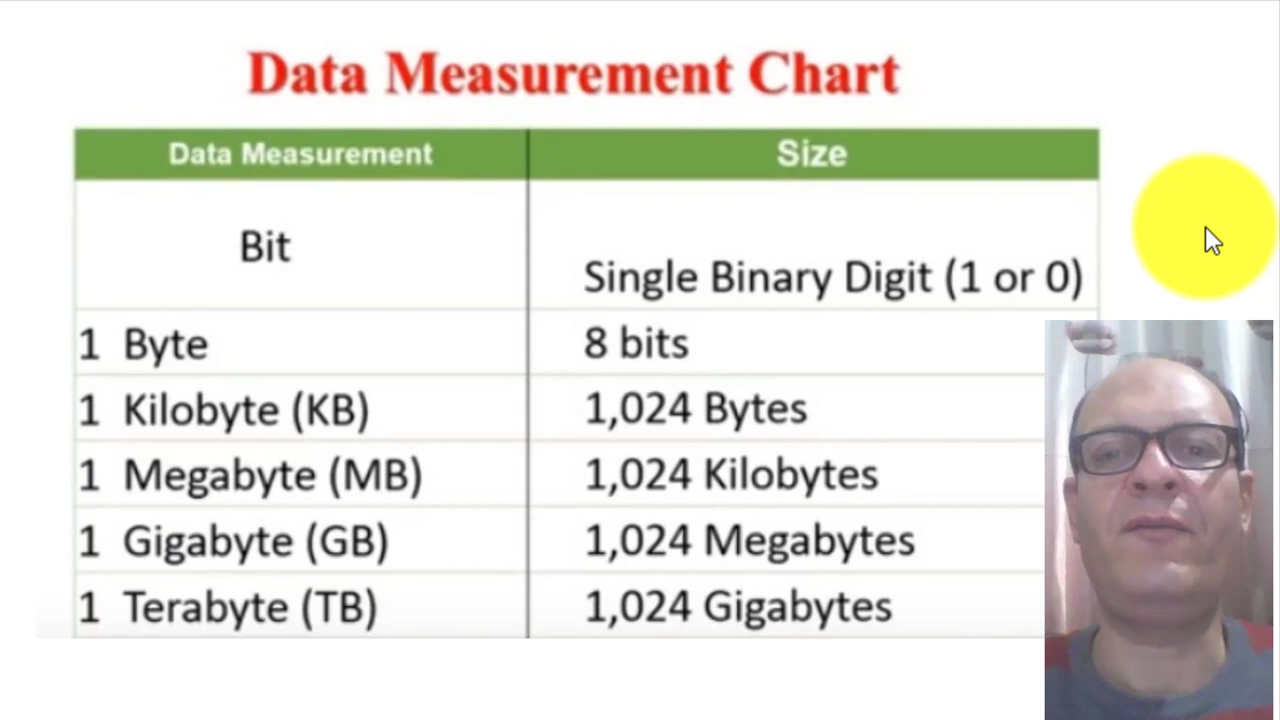 Data Measurement Chart
Data Measurement Size
Bit Single Binary Digit (1 or 0)
1 Byte 8 bits
1 Kilobyte (KB) 1,024 Bytes
1 Megabyte (MB) 1,024 Kilobytes
1 Gigabyte (GB) 1,024 Megabytes
1 Terabyte (TB) 1,024 Gigabytes